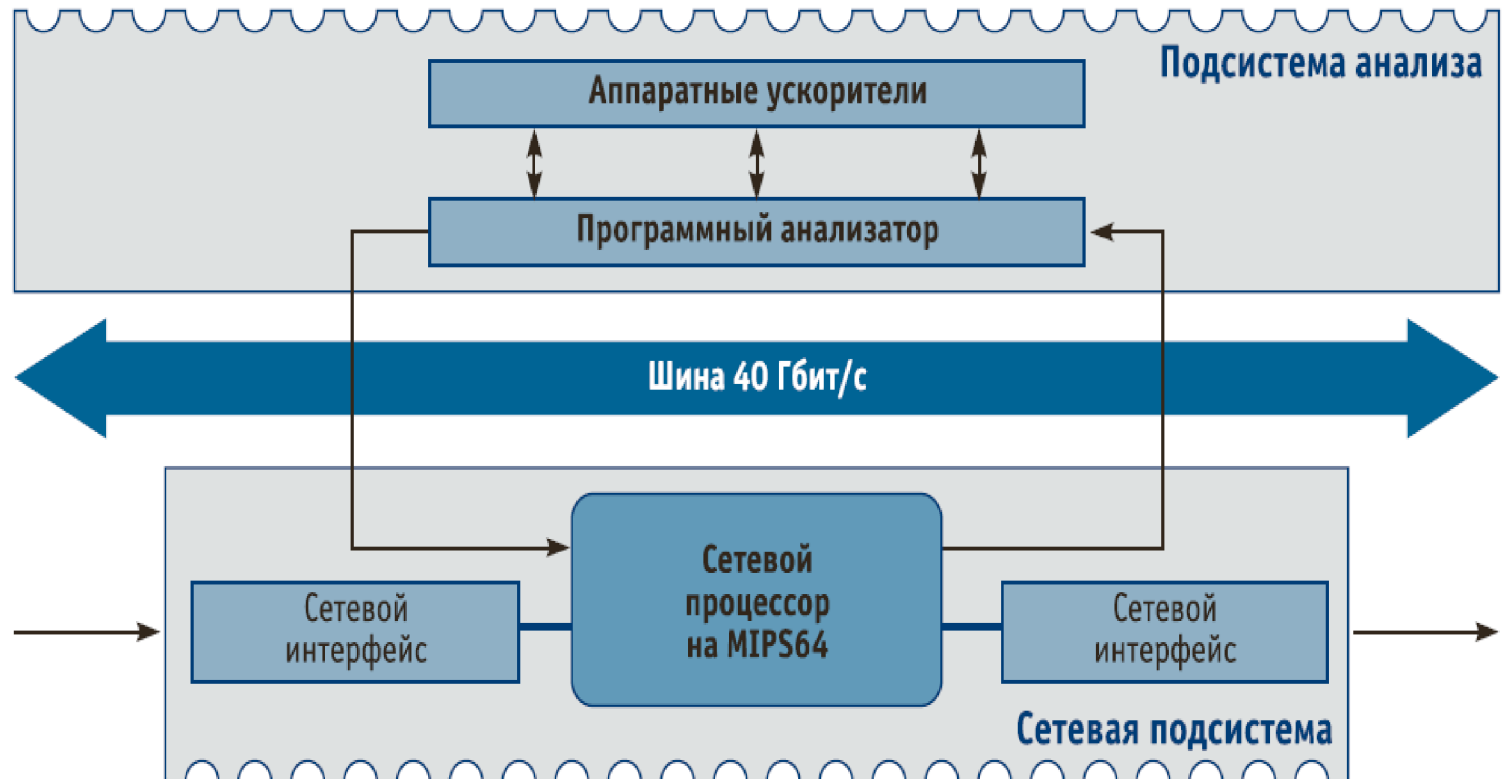 Подсистема анализа
Аппаратные ускорители
Программный анализатор
Шина 40 Гбит/с
Сетевой
процессор
на MIPS64
Сетевой
интерфейс
Сетевой
интерфейс
Сетевая подсистема